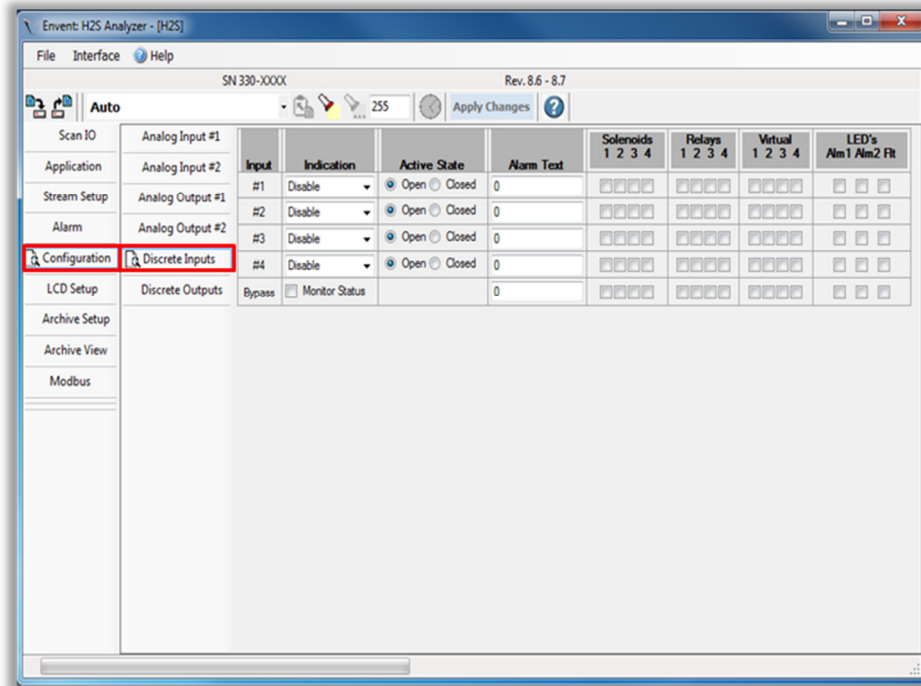 Envent: H2S Analyzer - [H2S]
File Interface Help
SN 330-XXXX Rev. 8.6 - 8.7
Auto 255 Apply Changes
Scan IO
Application
Stream Setup
Alarm
Configuration
LCD Setup
Archive Setup
Archive View
Modbus
Analog Input #1
Analog Input #2
Analog Output #1
Analog Output #2
Discrete Inputs
Discrete Outputs
Input Indication Active State Alarm Text Solenoids 1 2 3 4 Relays 1 2 3 4 Virtual 1 2 3 4 LED's Alm1 Alm2 Flt
#1 Disable Open Closed 0
#2 Disable Open Closed 0
#3 Disable Open Closed 0
#4 Disable Open Closed 0
Bypass Monitor Status 0